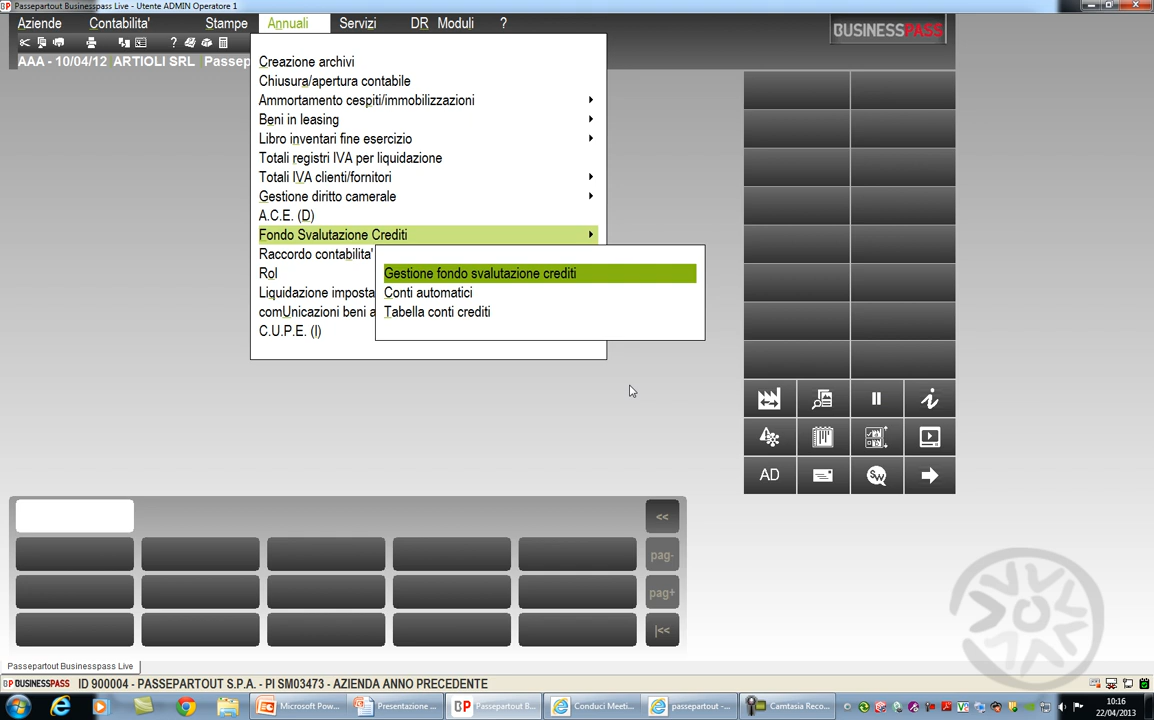 Passepartout Businesspass Live - Utente ADMIN Operatore 1
Aziende Contabilita' Stampe Annuali Servizi DR Moduli ?
BUSINESSPASS
AAA - 10/04/12 ARTIOLI SRL Passep
Creazione archivi
Chiusura/apertura contabile
Ammortamento cespiti/immobilizzazioni
Beni in leasing
Libro inventari fine esercizio
Totali registri IVA per liquidazione
Totali IVA clienti/fornitori
Gestione diritto camerale
A.C.E. (D)
Fondo Svalutazione Crediti
Raccordo contabilita'
Rol
Liquidazione imposta
comUnicazioni beni a
C.U.P.E. (I)
Gestione fondo svalutazione crediti
Conti automatici
Tabella conti crediti
AD
SW
<<
pag-
pag+
|<<
Passepartout Businesspass Live
BP BUSINESSPASS ID 900004 - PASSEPARTOUT S.P.A. - PI SM03473 - AZIENDA ANNO PRECEDENTE
Microsoft Pow...
Presentazione ...
BP Passepartout B...
Conduci Meeti...
passepartout -...
Camtasia Reco...
10:16
22/04/2013